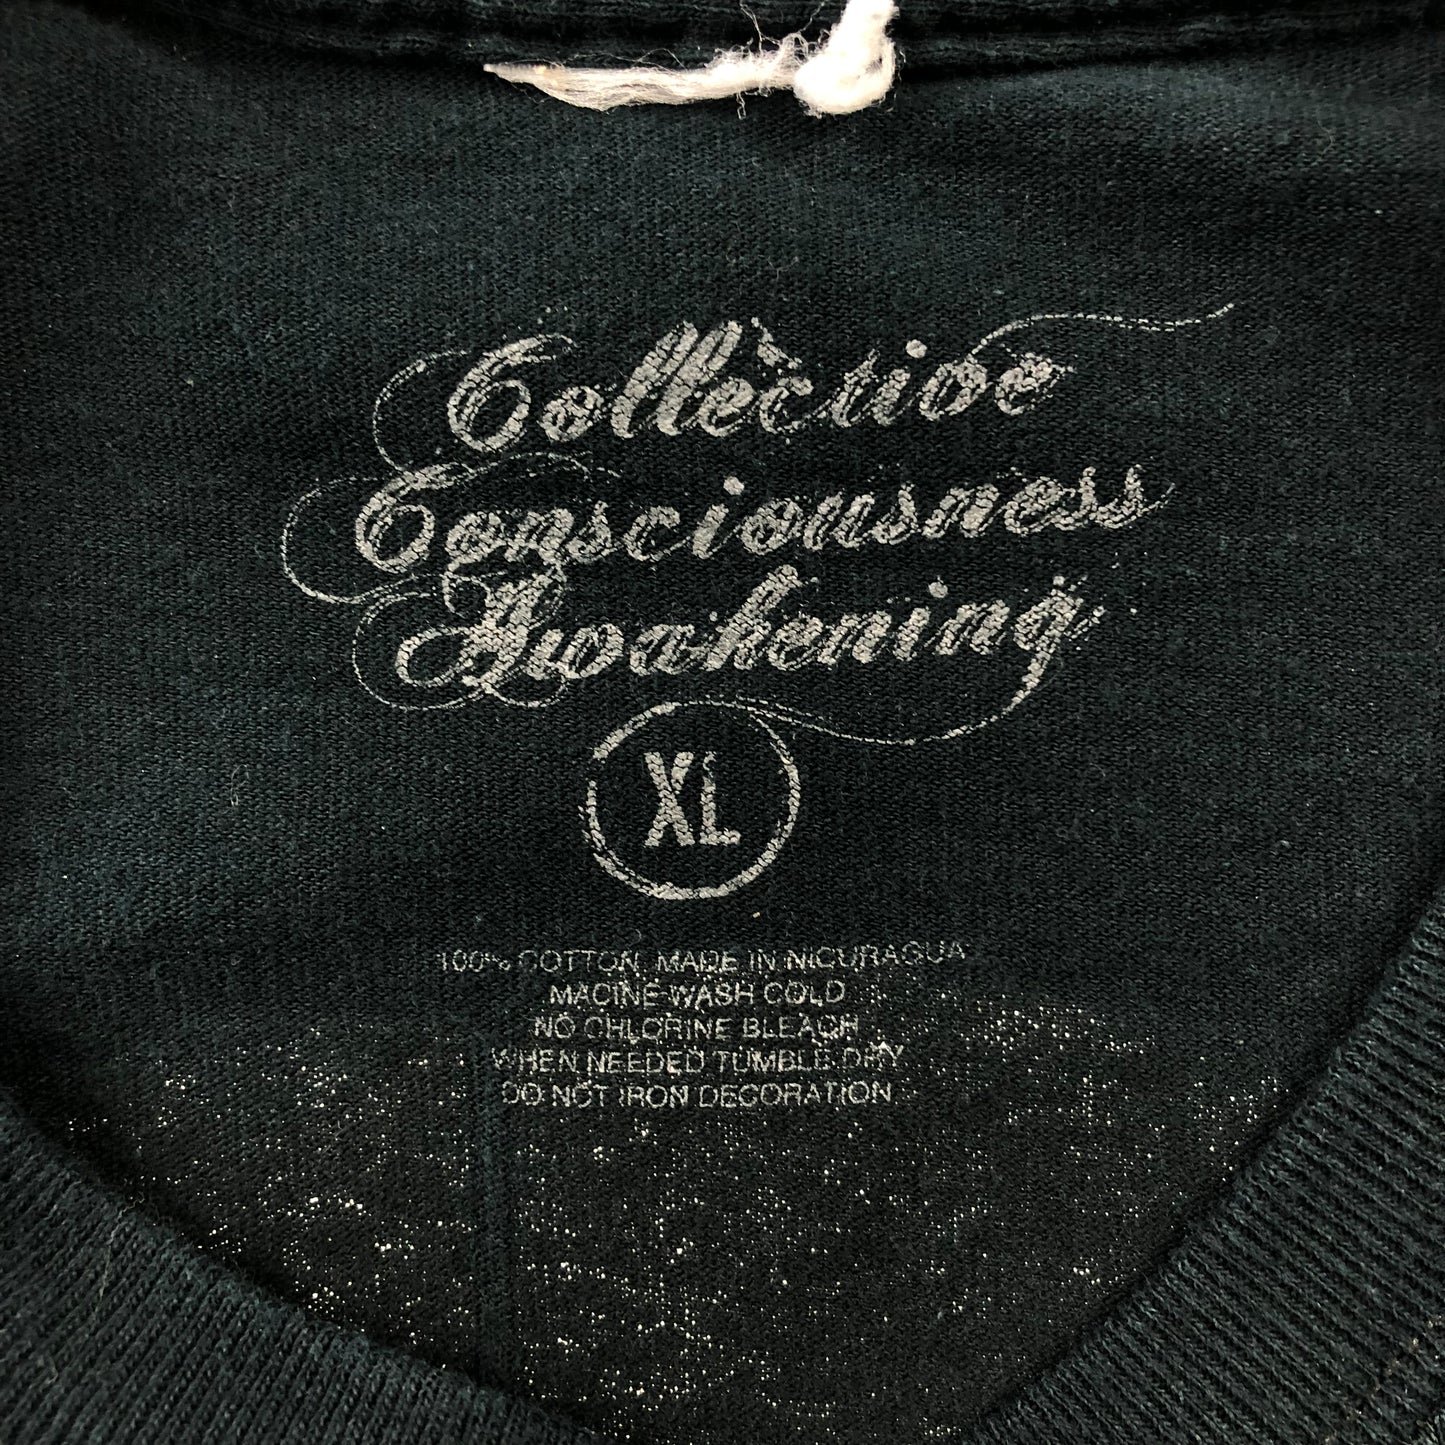 Collective
Consciousness
Awakening
XL
100% COTTON, MADE IN NICURAGUA
MACINE WASH COLD
NO CHLORINE BLEACH
WHEN NEEDED TUMBLE DRY
DO NOT IRON DECORATION